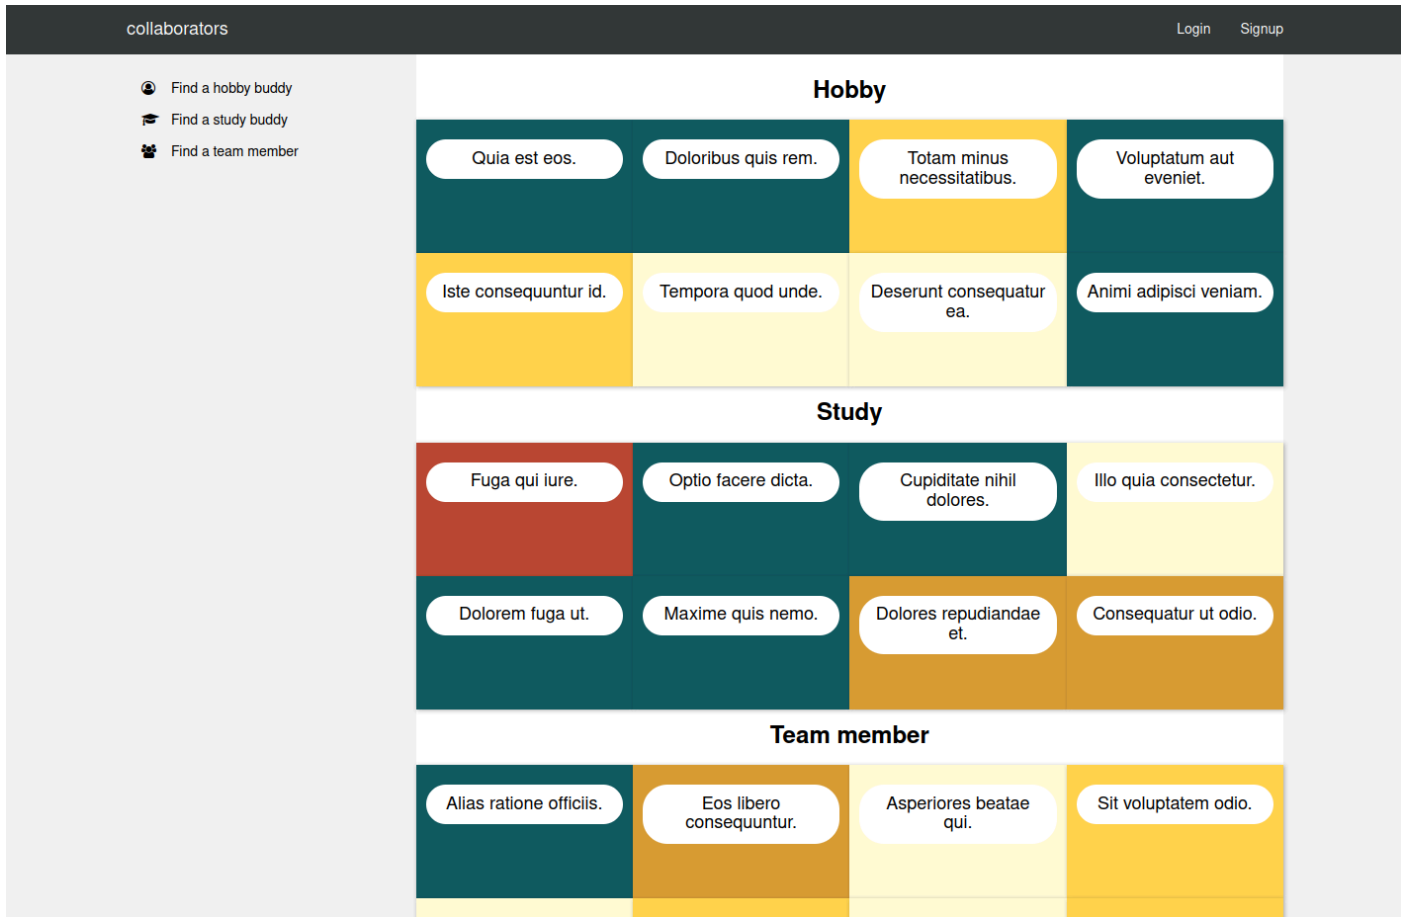 collaborators
Login
Signup
Find a hobby buddy
Find a study buddy
Find a team member
Hobby
Quia est eos.
Doloribus quis rem.
Totam minus
necessitatibus.
Voluptatum aut
eveniet.
Iste consequuntur id.
Tempora quod unde.
Deserunt consequatur
ea.
Animi adipisci veniam.
Study
Fuga qui iure.
Optio facere dicta.
Cupiditate nihil
dolores.
Illo quia consectetur.
Dolorem fuga ut.
Maxime quis nemo.
Dolores repudiandae
et.
Consequatur ut odio.
Team member
Alias ratione officiis.
Eos libero
consequuntur.
Asperiores beatae
qui.
Sit voluptatem odio.